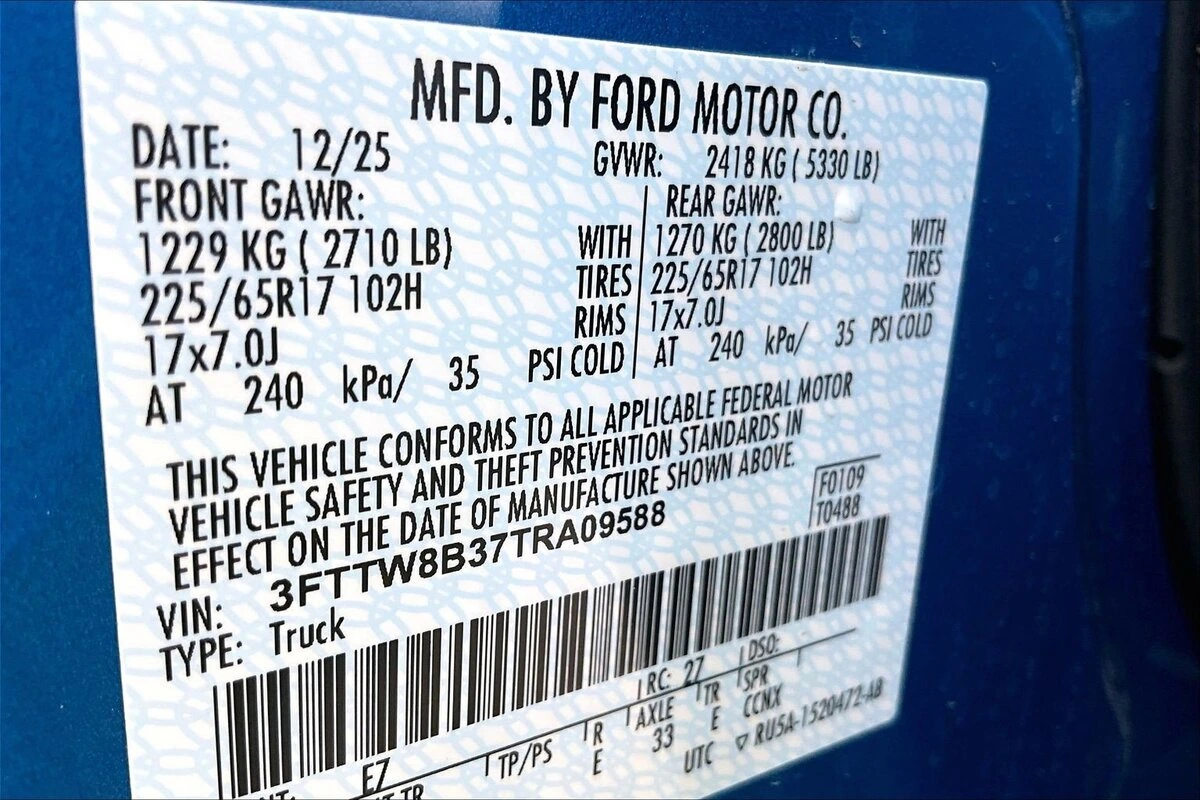 MFD. BY FORD MOTOR CO.
DATE: 12/25 GVWR: 2418 KG ( 5330 LB)
FRONT GAWR: REAR GAWR:
1229 KG ( 2710 LB) WITH 1270 KG ( 2800 LB) WITH
225/65R17 102H TIRES 225/65R17 102H TIRES
17x7.0J RIMS 17x7.0J RIMS
AT 240 kPa/ 35 PSI COLD AT 240 kPa/ 35 PSI COLD
THIS VEHICLE CONFORMS TO ALL APPLICABLE FEDERAL MOTOR
VEHICLE SAFETY AND THEFT PREVENTION STANDARDS IN
EFFECT ON THE DATE OF MANUFACTURE SHOWN ABOVE.
F0109
T0488
VIN: 3FTTW8B37TRA09588
TYPE: Truck
RC: 27 DSO:
EZ TP/PS R AXLE TR SPR
E 33 E CCNX
UTC ▽ RU5A-1520472-AB